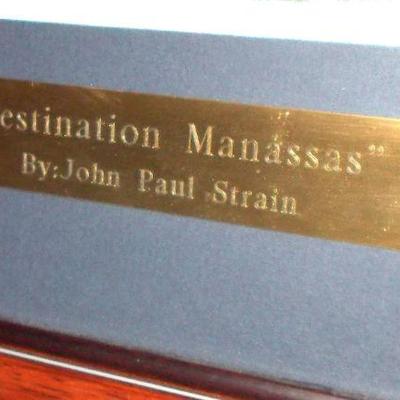 estination Manassas”
By:John Paul Strain